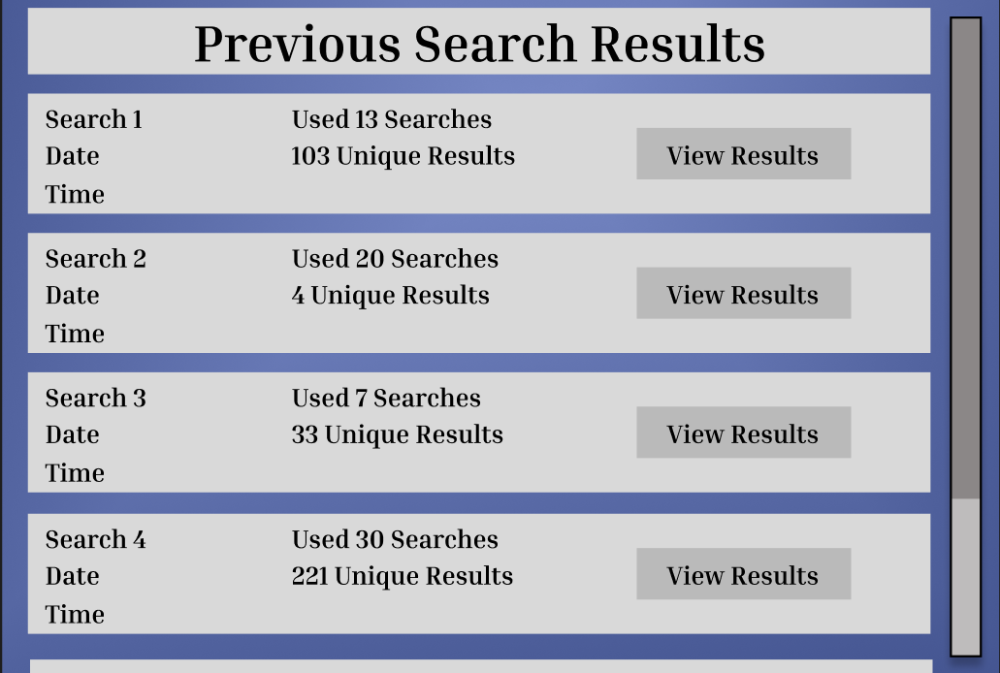 Previous Search Results
Search 1
Used 13 Searches
Date
103 Unique Results
View Results
Time
Search 2
Used 20 Searches
Date
4 Unique Results
View Results
Time
Search 3
Used 7 Searches
Date
33 Unique Results
View Results
Time
Search 4
Used 30 Searches
Date
221 Unique Results
View Results
Time